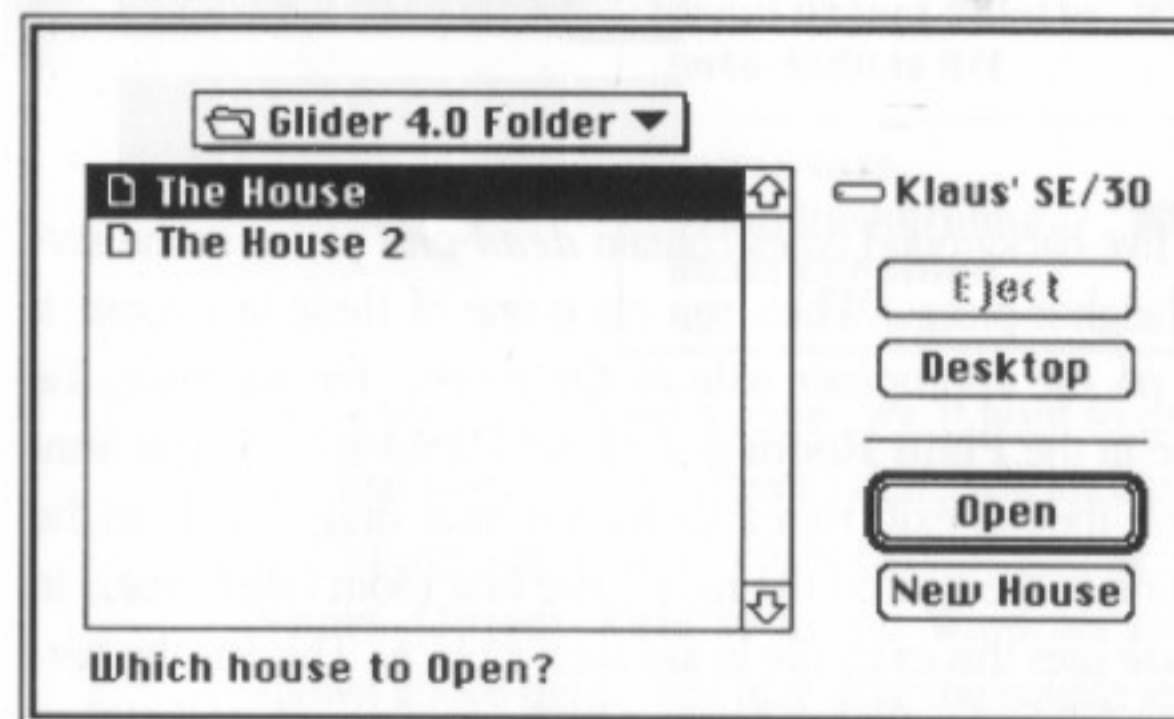 Glider 4.0 Folder
The House
The House 2
Klaus' SE/30
Eject
Desktop
Open
New House
Which house to Open?